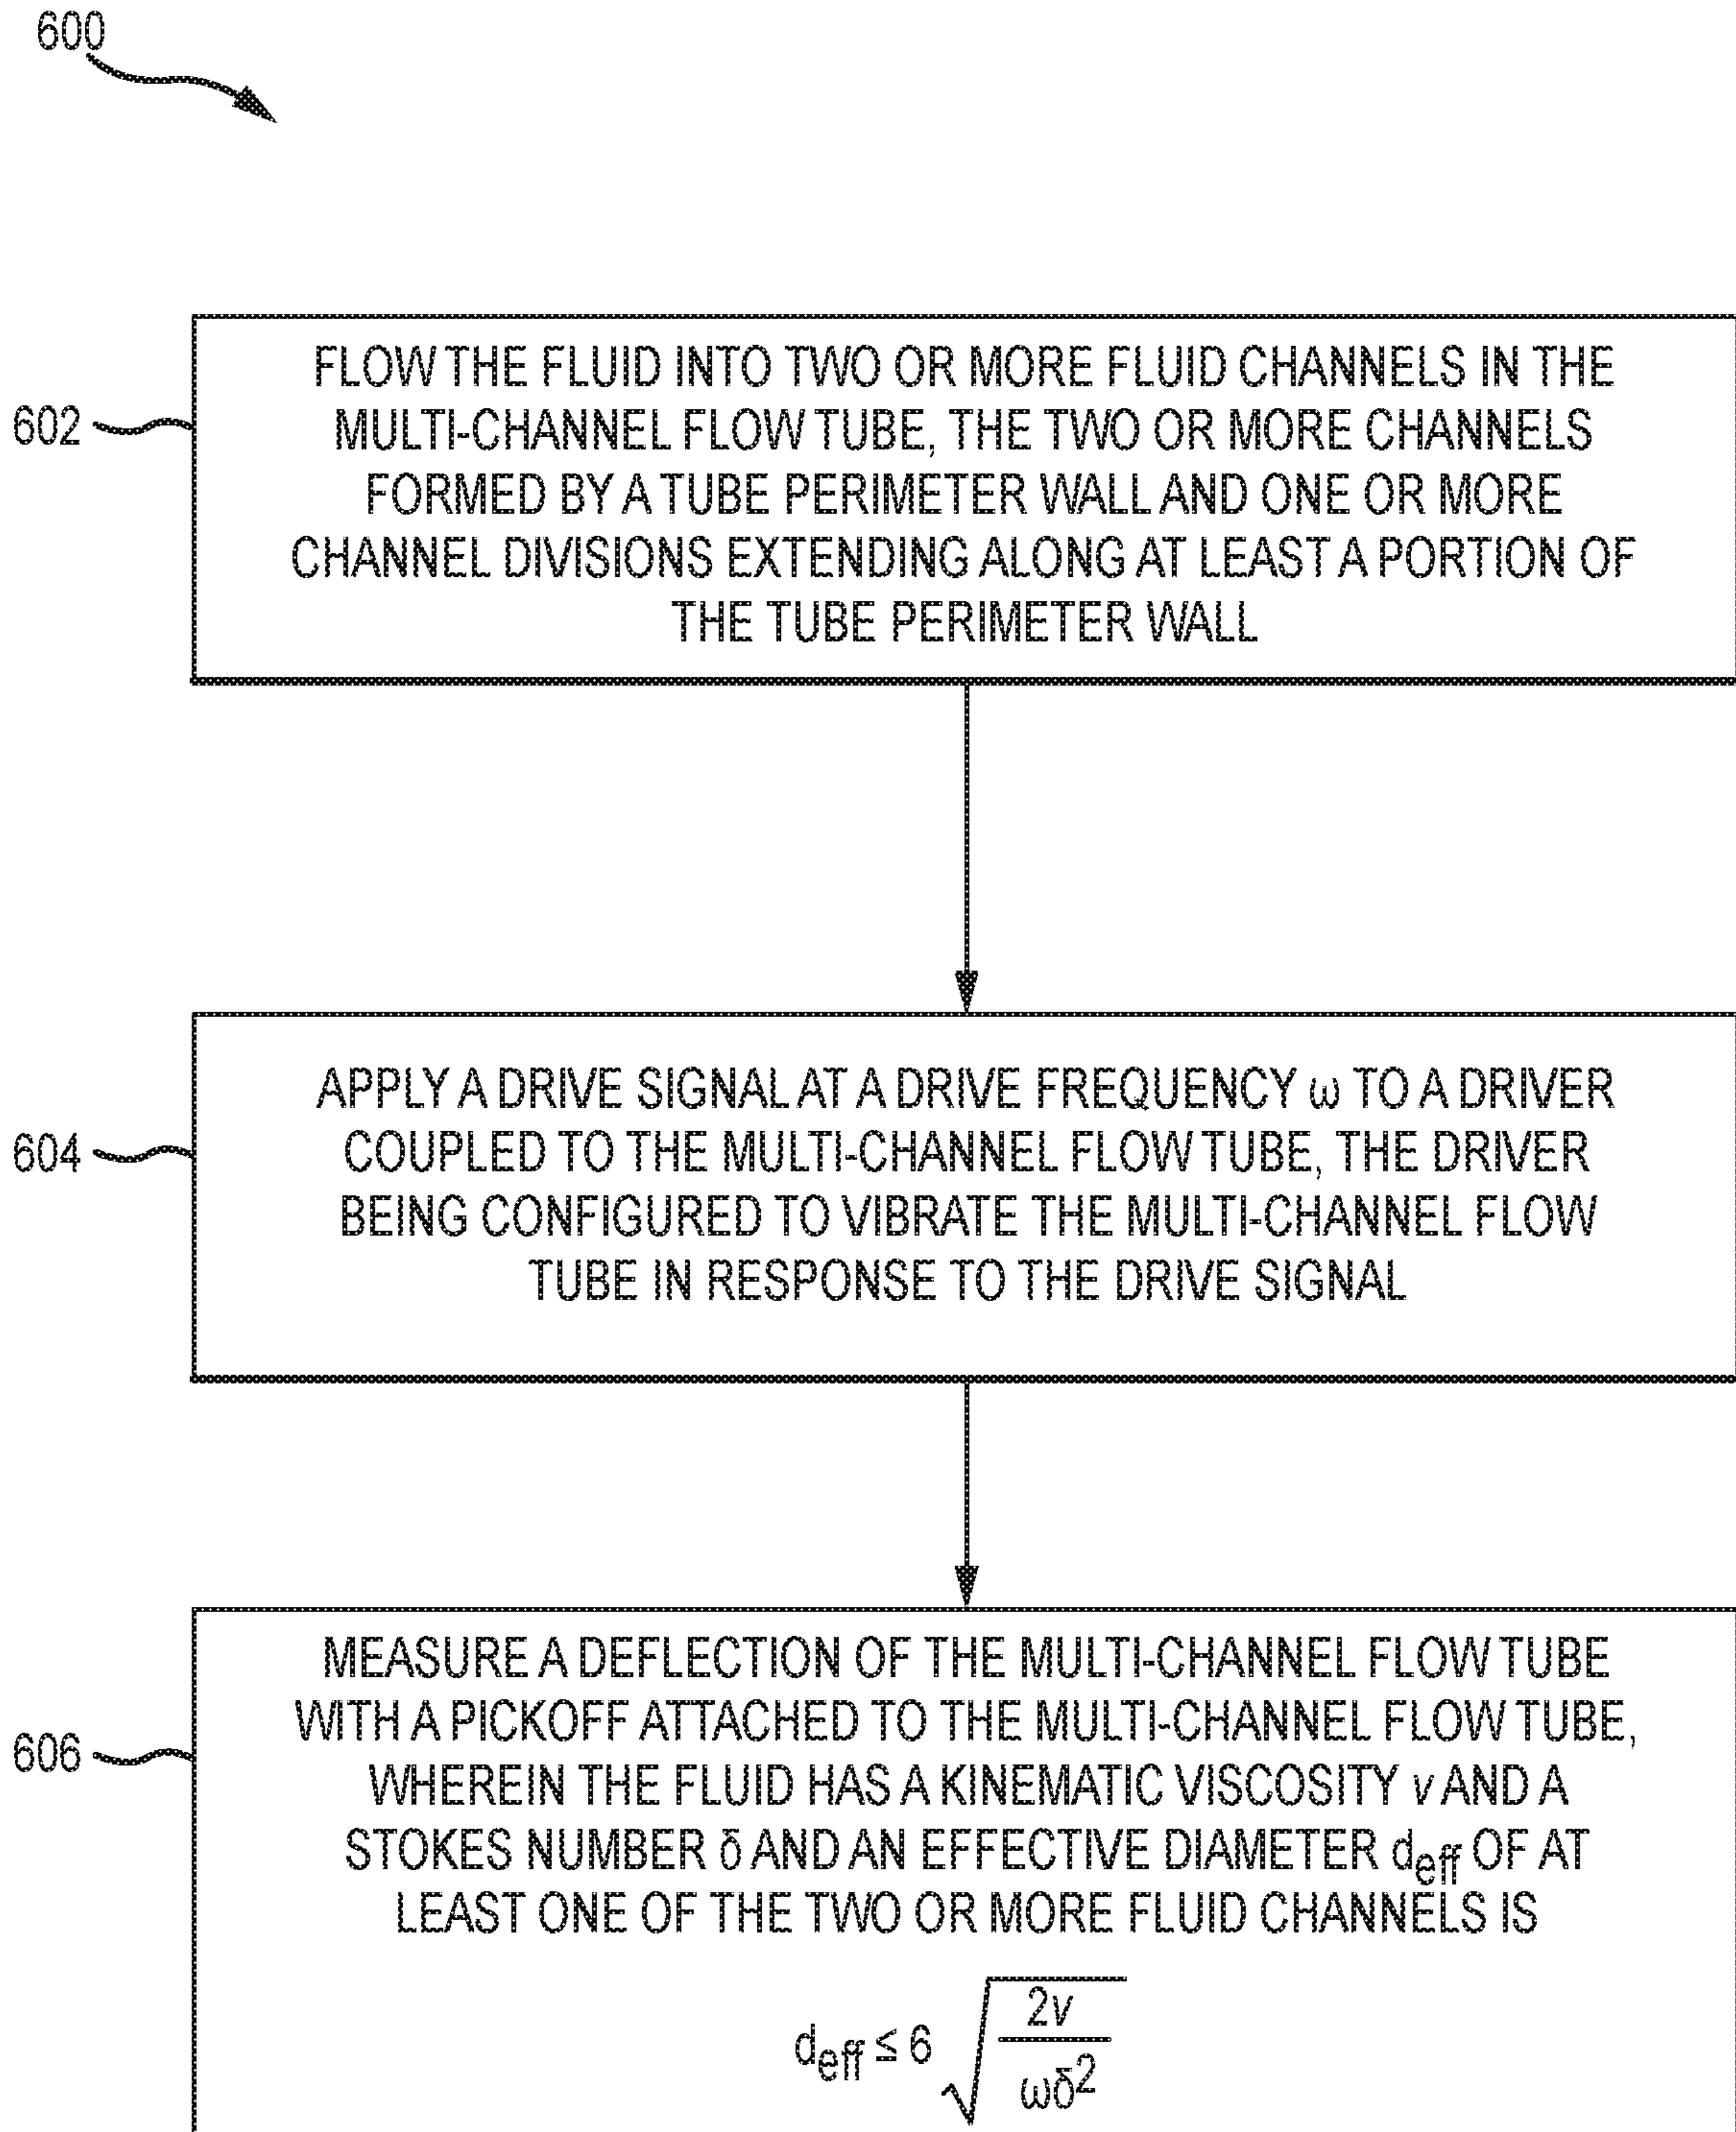 600
602
FLOW THE FLUID INTO TWO OR MORE FLUID CHANNELS IN THE
MULTI-CHANNEL FLOW TUBE, THE TWO OR MORE CHANNELS
FORMED BY A TUBE PERIMETER WALL AND ONE OR MORE
CHANNEL DIVISIONS EXTENDING ALONG AT LEAST A PORTION OF
THE TUBE PERIMETER WALL
604
APPLY A DRIVE SIGNAL AT A DRIVE FREQUENCY ω TO A DRIVER
COUPLED TO THE MULTI-CHANNEL FLOW TUBE, THE DRIVER
BEING CONFIGURED TO VIBRATE THE MULTI-CHANNEL FLOW
TUBE IN RESPONSE TO THE DRIVE SIGNAL
606
MEASURE A DEFLECTION OF THE MULTI-CHANNEL FLOW TUBE
WITH A PICKOFF ATTACHED TO THE MULTI-CHANNEL FLOW TUBE,
WHEREIN THE FLUID HAS A KINEMATIC VISCOSITY v AND A
STOKES NUMBER δ AND AN EFFECTIVE DIAMETER d_eff OF AT
LEAST ONE OF THE TWO OR MORE FLUID CHANNELS IS
d_eff ≤ 6 √(2v / ωδ²)